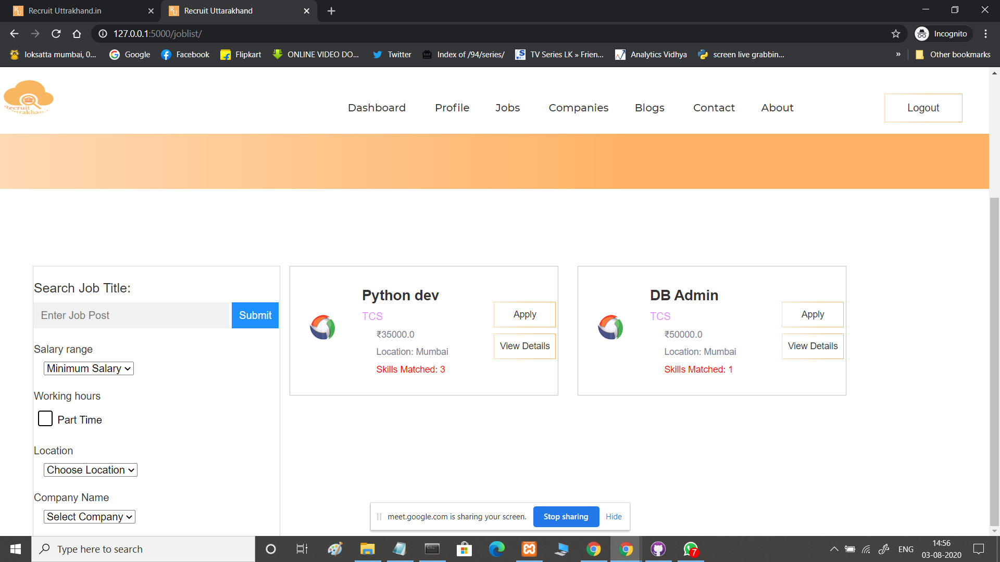 Recruit Uttrakhand.in
Recruit Uttarakhand
127.0.0.1:5000/joblist/
Incognito
loksatta mumbai, 0...
Google
Facebook
Flipkart
ONLINE VIDEO DO...
Twitter
Index of /94/series/
TV Series LK » Frien...
Analytics Vidhya
screen live grabbin...
»
Other bookmarks
Recruit
Dashboard
Profile
Jobs
Companies
Blogs
Contact
About
Logout
Search Job Title:
Enter Job Post
Submit
Salary range
Minimum Salary
Working hours
Part Time
Location
Choose Location
Company Name
Select Company
Python dev
TCS
₹35000.0
Location: Mumbai
Skills Matched: 3
Apply
View Details
DB Admin
TCS
₹50000.0
Location: Mumbai
Skills Matched: 1
Apply
View Details
meet.google.com is sharing your screen.
Stop sharing
Hide
Type here to search
7
ENG
14:56
03-08-2020